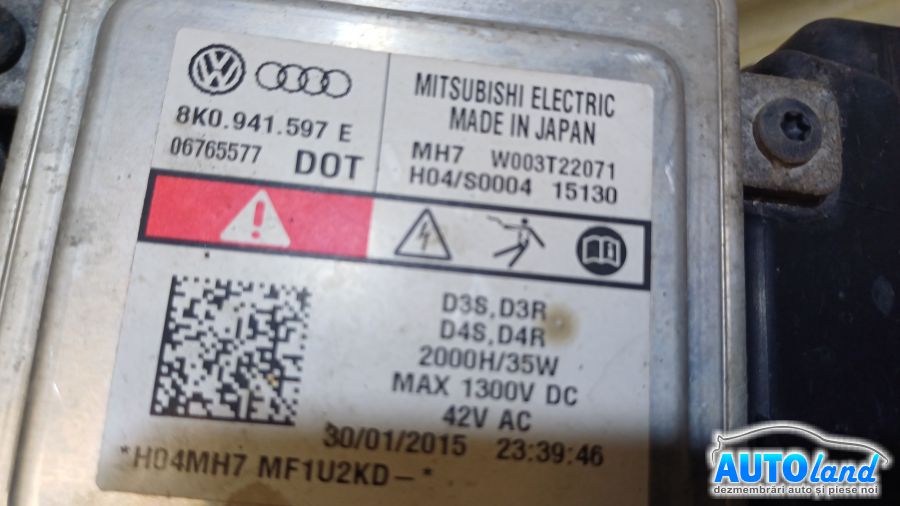 8K0.941.597 E
06765577 DOT
MITSUBISHI ELECTRIC
MADE IN JAPAN
MH7 W003T22071
H04/S0004 15130
D3S, D3R
D4S, D4R
2000H/35W
MAX 1300V DC
42V AC
30/01/2015 23:39:46
*H04MH7 MF1U2KD-*
AUTOland
dezmembrări auto și piese noi